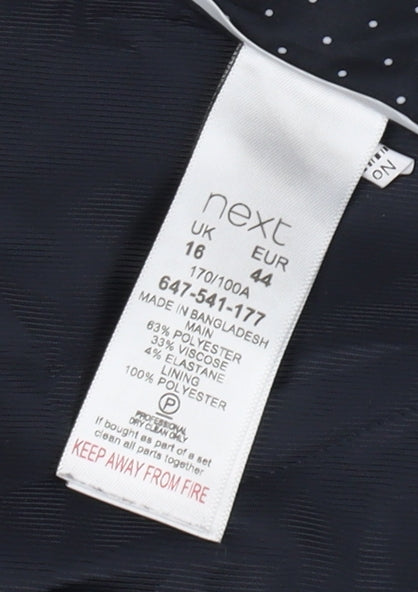 next
UK EUR
16 44
170/100A
647-541-177
MADE IN BANGLADESH
MAIN
63% POLYESTER
33% VISCOSE
4% ELASTANE
LINING
100% POLYESTER
P
PROFESSIONAL
DRY CLEAN ONLY
If bought as part of a set
clean all parts together
KEEP AWAY FROM FIRE
NO